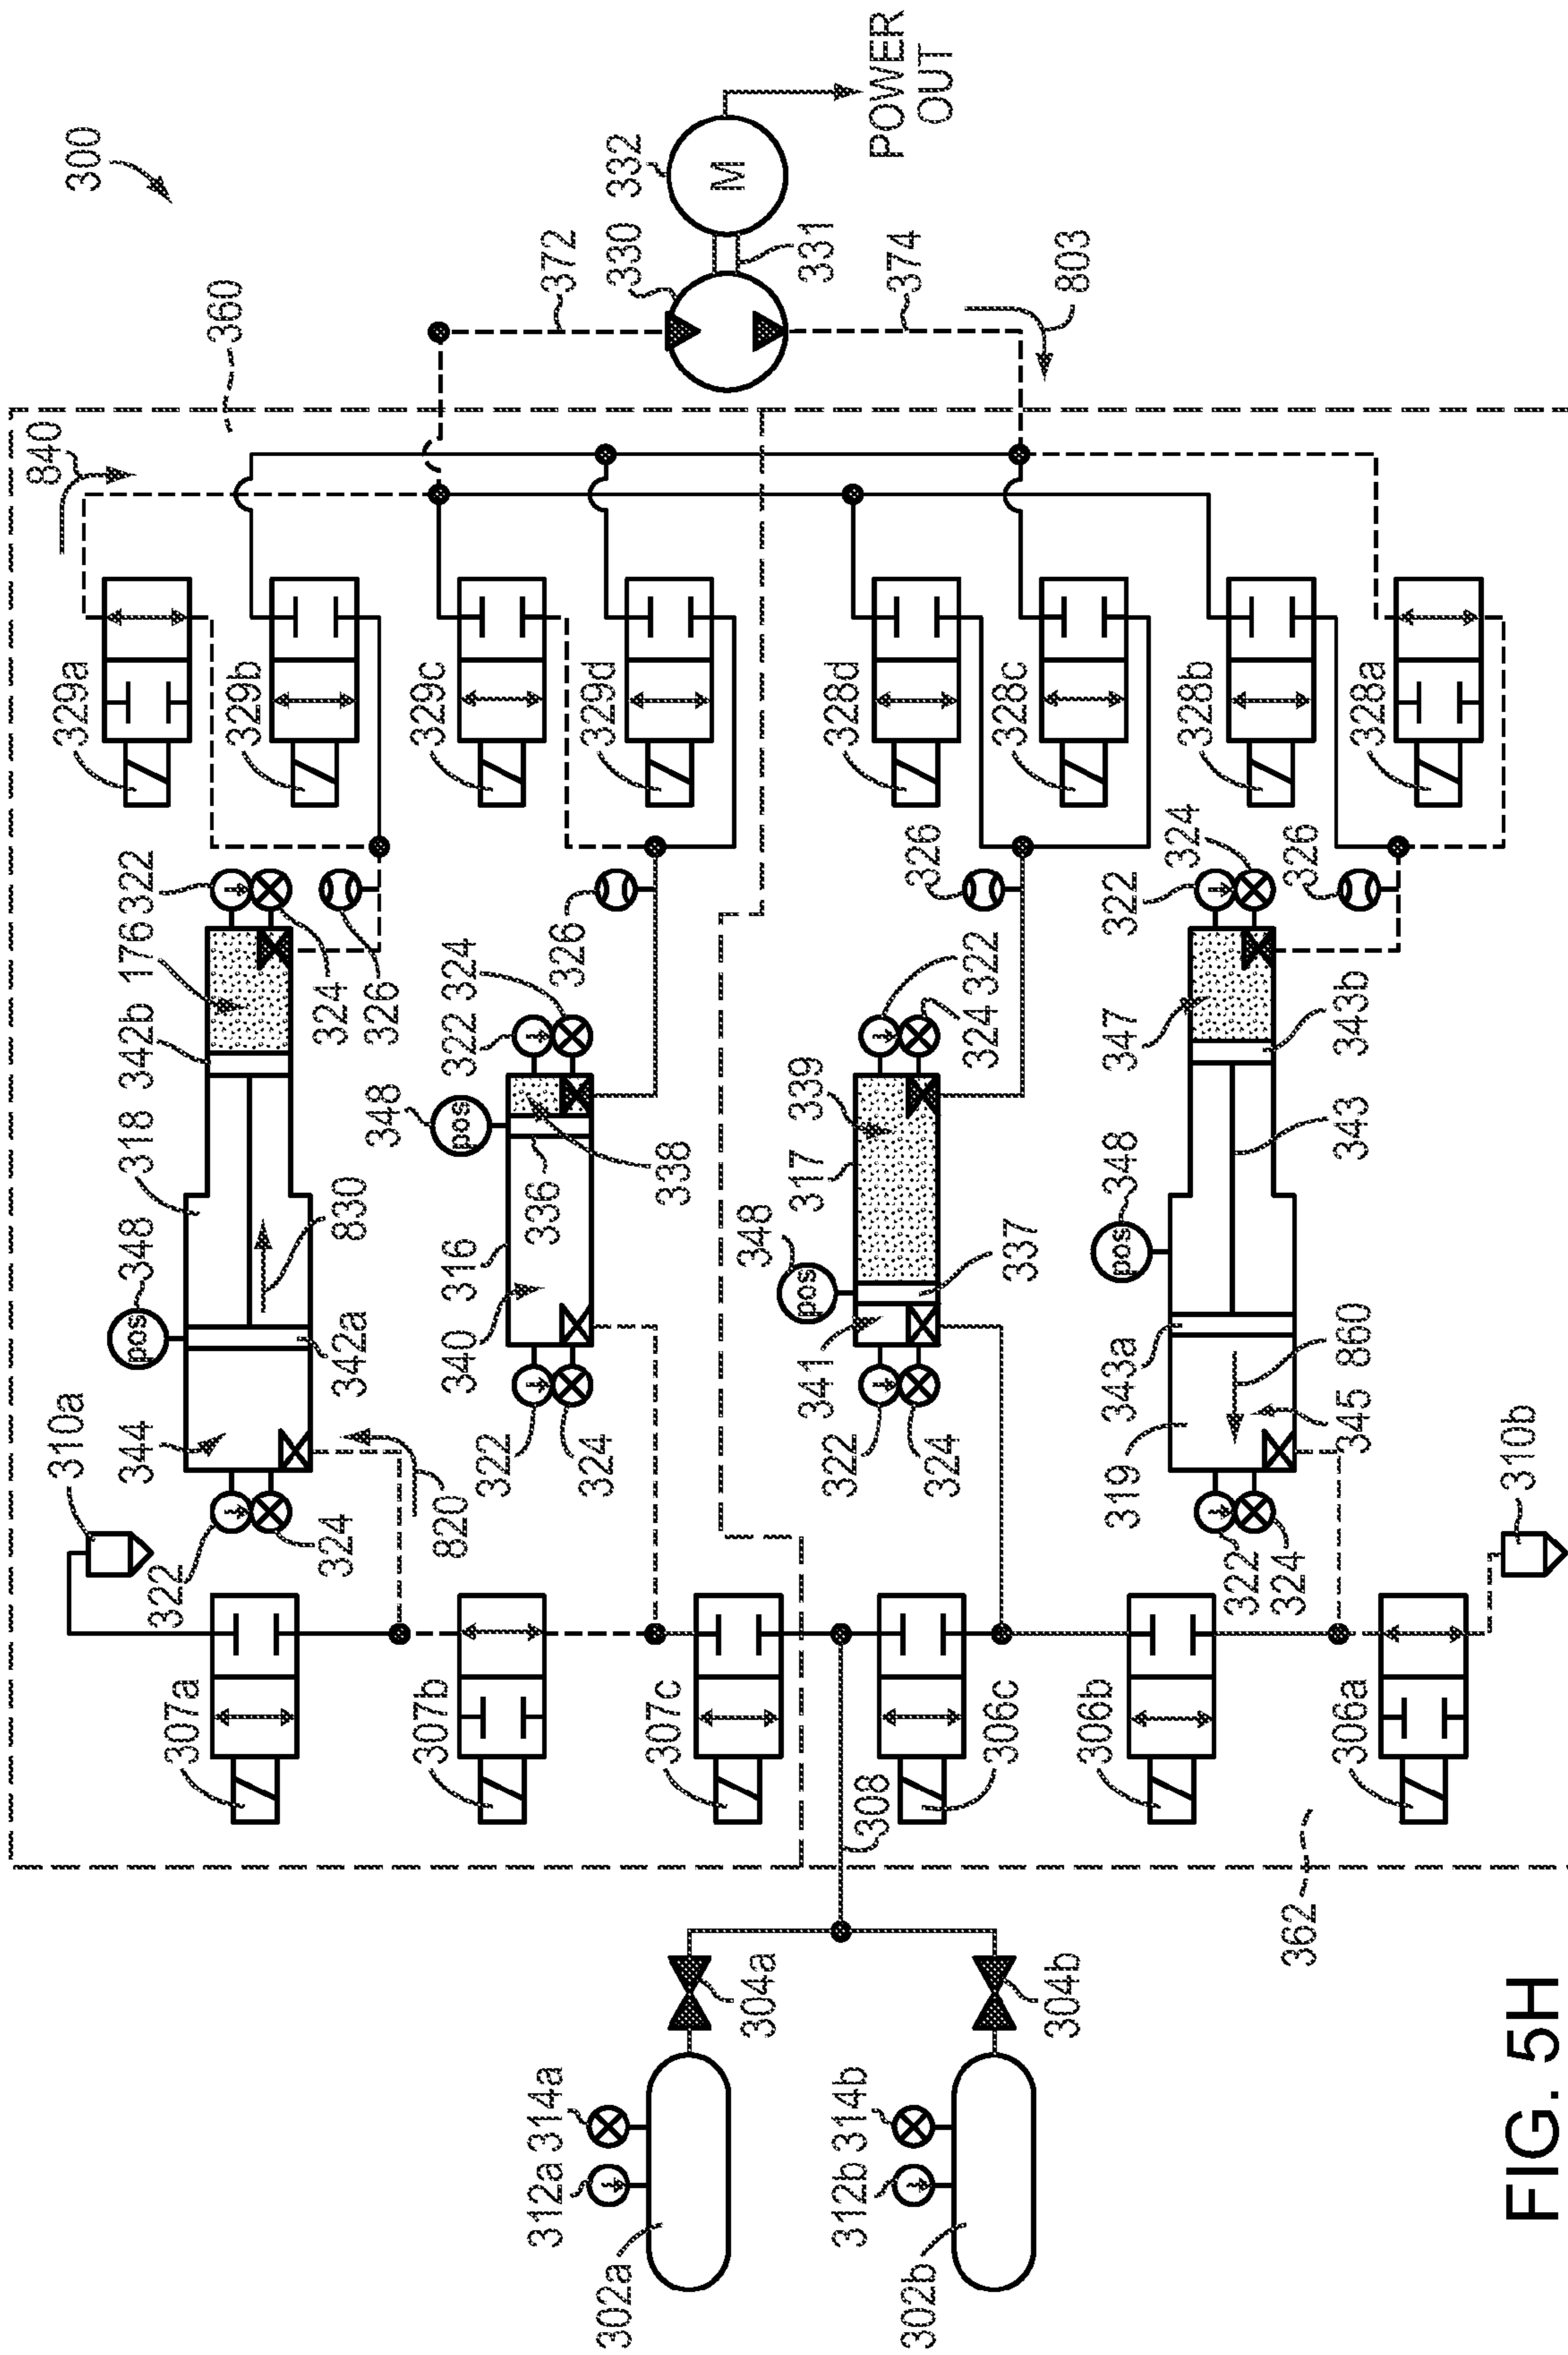 300
360
840
372
330
332
M
331
374
803
POWER
OUT
329a
329b
329c
329d
328d
328c
328b
328a
322
176
342b
318
348
pos
344
310a
324
326
830
342a
820
322
324
322
324
326
348
pos
316
336
338
340
322
324
326
322
324
339
317
348
pos
337
341
322
324
322
324
326
347
343b
343
348
pos
343a
860
345
319
322
324
310b
307a
307b
307c
306c
306b
306a
308
362
304a
304b
314a
312a
302a
314b
312b
302b
FIG. 5H